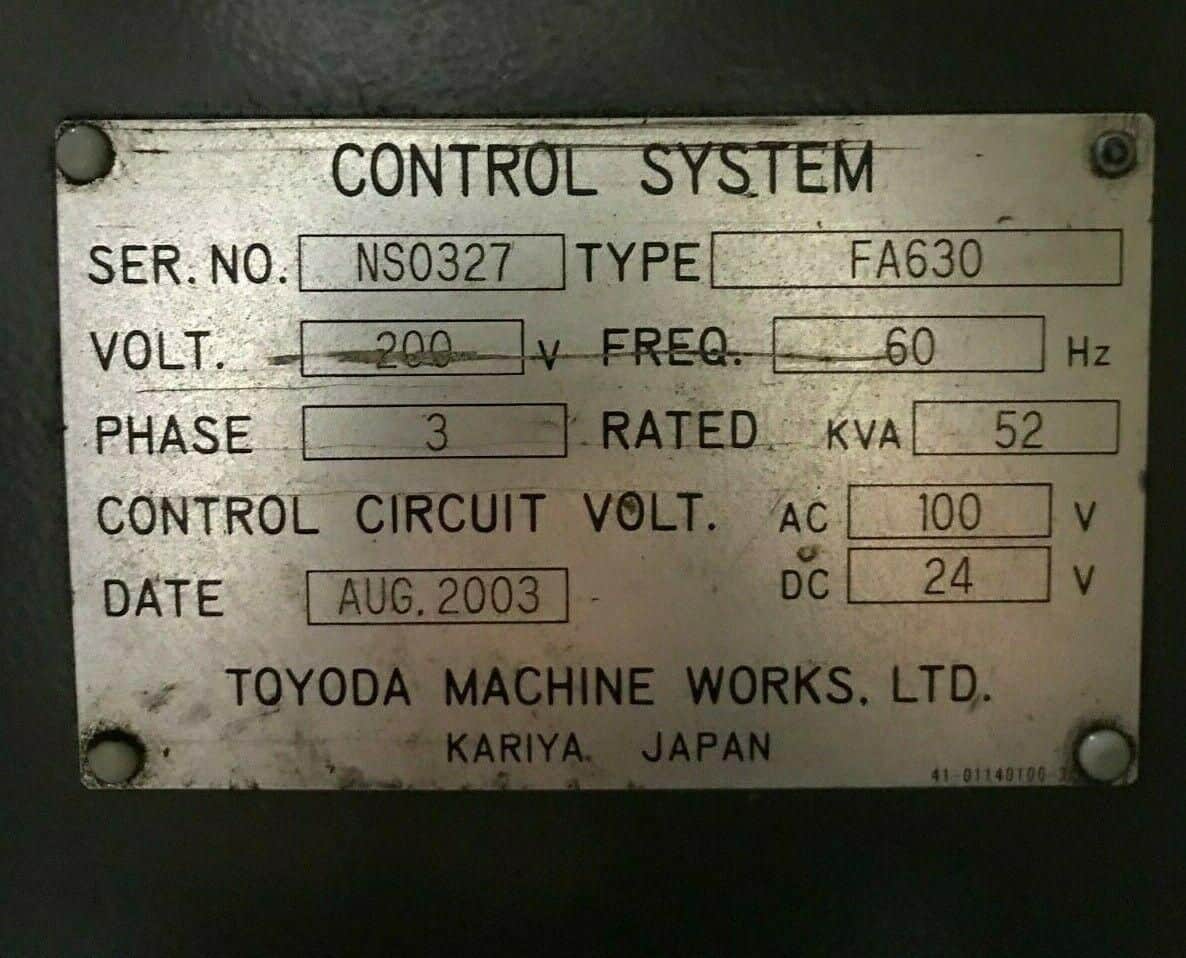 CONTROL SYSTEM
SER. NO. NS0327 TYPE FA630
VOLT. 200 V FREQ. 60 Hz
PHASE 3 RATED KVA 52
CONTROL CIRCUIT VOLT. AC 100 V
DC 24 V
DATE AUG. 2003
TOYODA MACHINE WORKS, LTD.
KARIYA. JAPAN